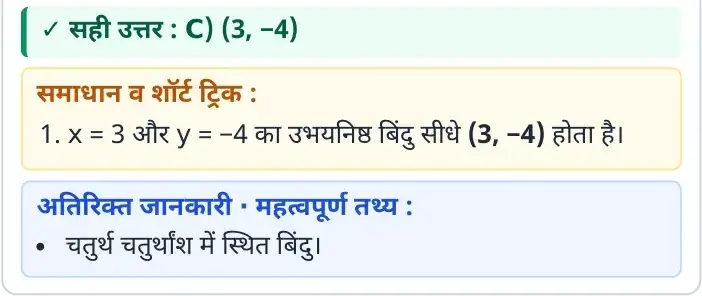 ✓ सही उत्तर : C) (3, −4)
समाधान व शॉर्ट ट्रिक :
1. x = 3 और y = −4 का उभयनिष्ठ बिंदु सीधे (3, −4) होता है।
अतिरिक्त जानकारी · महत्वपूर्ण तथ्य :
• चतुर्थ चतुर्थांश में स्थित बिंदु।